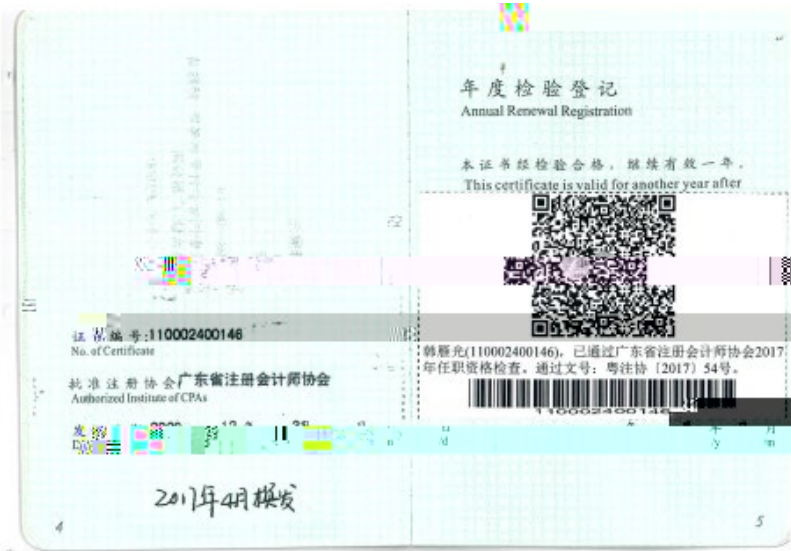 证书编号:110002400146
No. of Certificate
批准注册协会广东省注册会计师协会
Authorized Institute of CPAs
发
2017年4月换发
4
年度检验登记
Annual Renewal Registration
本证书经检验合格，继续有效一年。
This certificate is valid for another year after
韩雁光(110002400146)，已通过广东省注册会计师协会2017
年任职资格检查。通过文号：粤注协〔2017〕54号。
110002400146
年 月
/y /m
/d
5